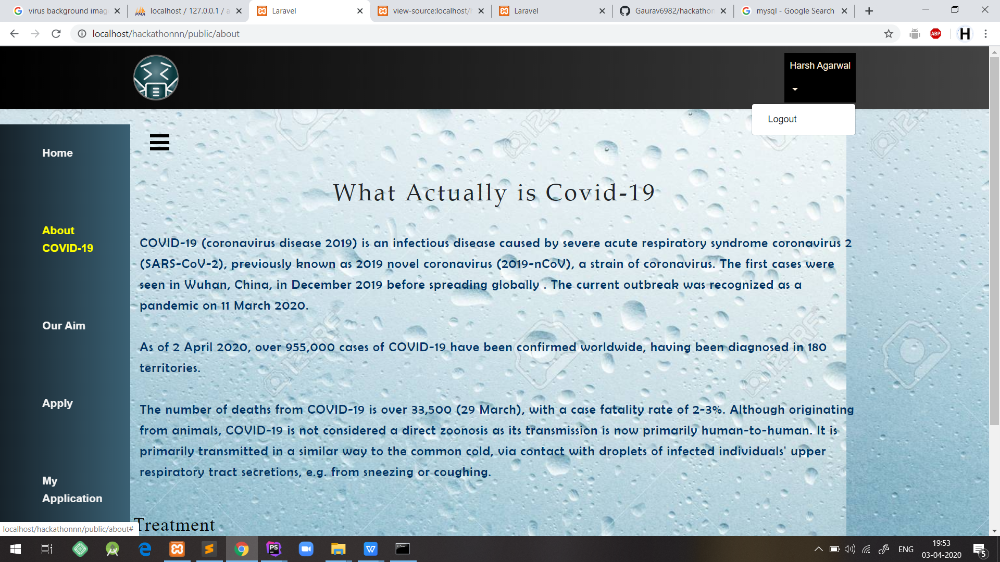 virus background imag
localhost / 127.0.0.1 / a
Laravel
view-source:localhost/h
Laravel
Gaurav6982/hackathon
mysql - Google Search
localhost/hackathonnn/public/about
ABP
H
Harsh Agarwal
Logout
Home
What Actually is Covid-19
About
COVID-19
COVID-19 (coronavirus disease 2019) is an infectious disease caused by severe acute respiratory syndrome coronavirus 2
(SARS-CoV-2), previously known as 2019 novel coronavirus (2019-nCoV), a strain of coronavirus. The first cases were
seen in Wuhan, China, in December 2019 before spreading globally . The current outbreak was recognized as a
pandemic on 11 March 2020.
Our Aim
As of 2 April 2020, over 955,000 cases of COVID-19 have been confirmed worldwide, having been diagnosed in 180
territories.
Apply
The number of deaths from COVID-19 is over 33,500 (29 March), with a case fatality rate of 2-3%. Although originating
from animals, COVID-19 is not considered a direct zoonosis as its transmission is now primarily human-to-human. It is
primarily transmitted in a similar way to the common cold, via contact with droplets of infected individuals' upper
respiratory tract secretions, e.g. from sneezing or coughing.
My
Application
Treatment
localhost/hackathonnn/public/about#
123RF
123RF
123RF
123RF
PMA
PS
W
ENG
19:53
03-04-2020
5